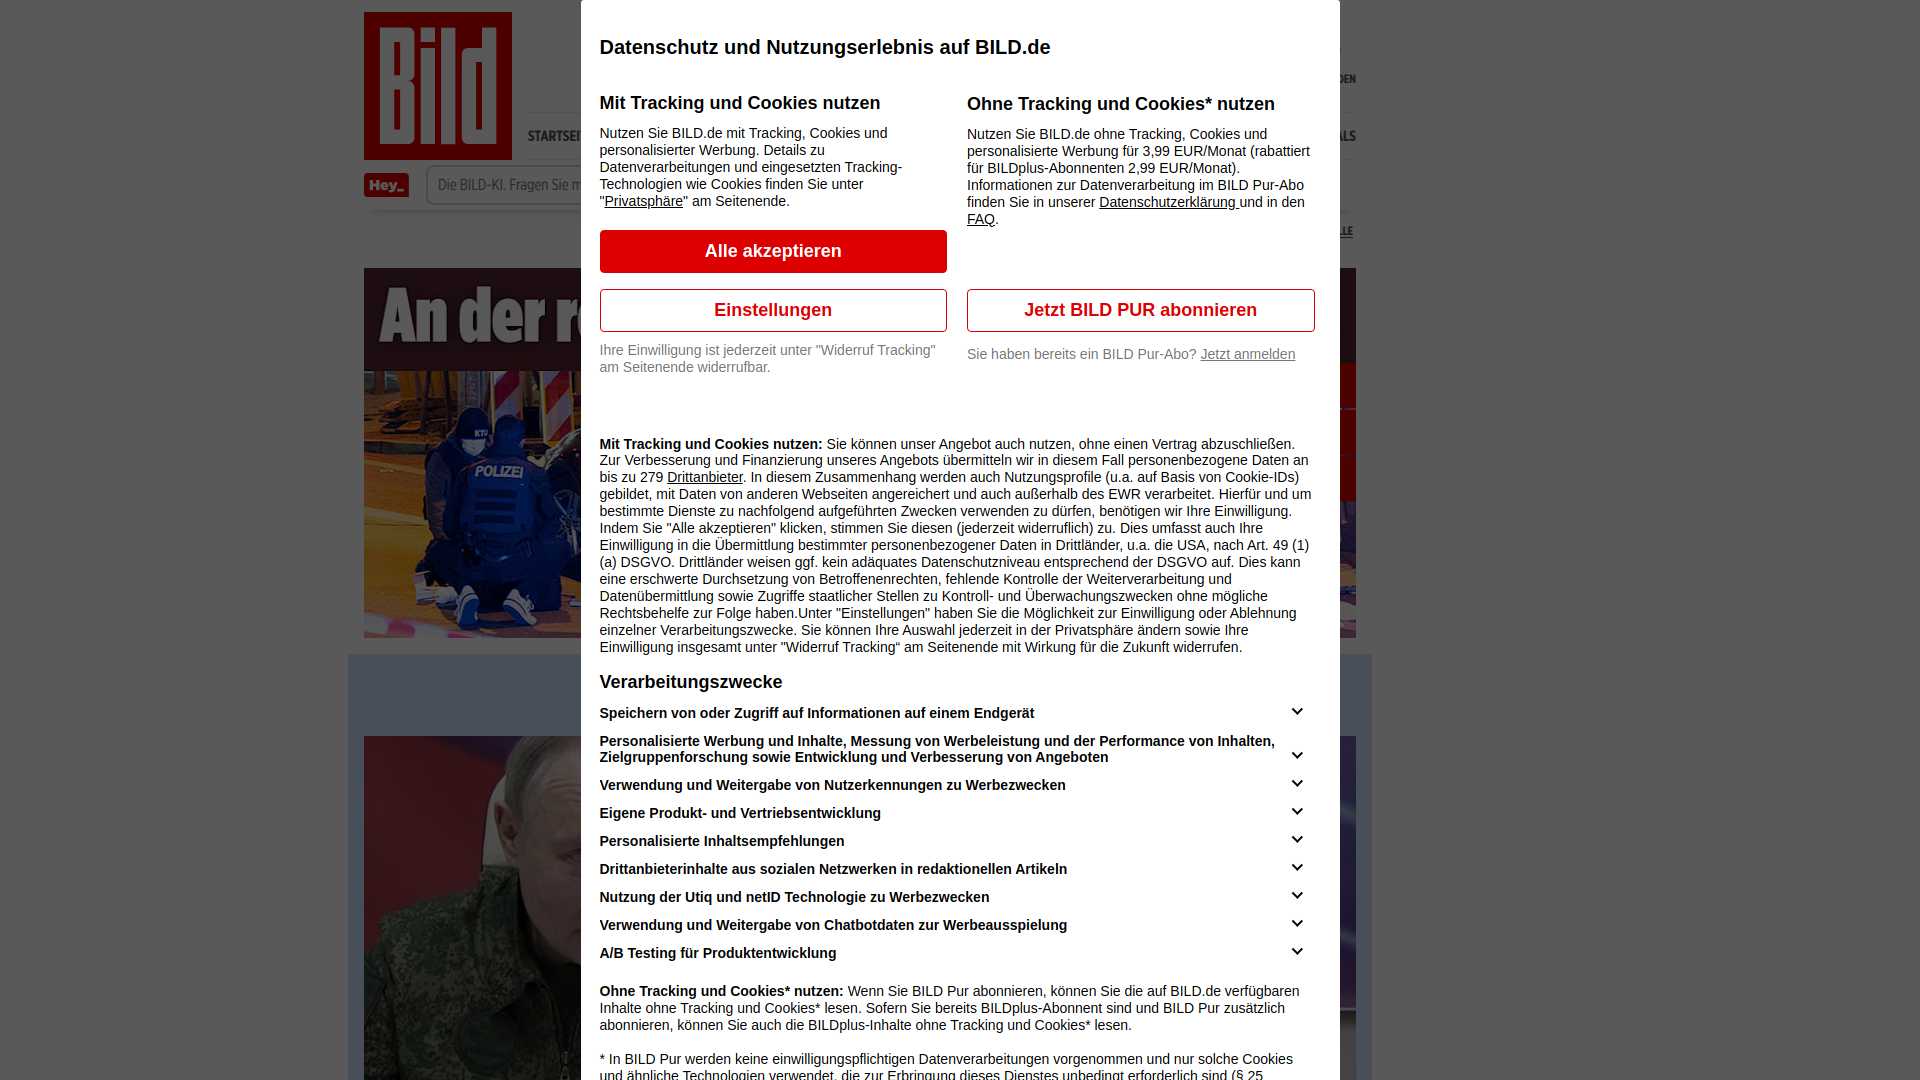 Bild
Datenschutz und Nutzungserlebnis auf BILD.de
Mit Tracking und Cookies nutzen
Nutzen Sie BILD.de mit Tracking, Cookies und
personalisierter Werbung. Details zu
Datenverarbeitungen und eingesetzten Tracking-
Technologien wie Cookies finden Sie unter
"Privatsphäre" am Seitenende.
Alle akzeptieren
Einstellungen
Ihre Einwilligung ist jederzeit unter "Widerruf Tracking"
am Seitenende widerrufbar.
Ohne Tracking und Cookies* nutzen
Nutzen Sie BILD.de ohne Tracking, Cookies und
personalisierte Werbung für 3,99 EUR/Monat (rabattiert
für BILDplus-Abonnenten 2,99 EUR/Monat).
Informationen zur Datenverarbeitung im BILD Pur-Abo
finden Sie in unserer Datenschutzerklärung und in den
FAQ.
Jetzt BILD PUR abonnieren
Sie haben bereits ein BILD Pur-Abo? Jetzt anmelden
Hey_
Die BILD-KI. Fragen Sie
An der
KTU
POLIZEI
Mit Tracking und Cookies nutzen: Sie können unser Angebot auch nutzen, ohne einen Vertrag abzuschließen.
Zur Verbesserung und Finanzierung unseres Angebots übermitteln wir in diesem Fall personenbezogene Daten an
bis zu 279 Drittanbieter. In diesem Zusammenhang werden auch Nutzungsprofile (u.a. auf Basis von Cookie-IDs)
gebildet, mit Daten von anderen Webseiten angereichert und auch außerhalb des EWR verarbeitet. Hierfür und um
bestimmte Dienste zu nachfolgend aufgeführten Zwecken verwenden zu dürfen, benötigen wir Ihre Einwilligung.
Indem Sie "Alle akzeptieren" klicken, stimmen Sie diesen (jederzeit widerruflich) zu. Dies umfasst auch Ihre
Einwilligung in die Übermittlung bestimmter personenbezogener Daten in Drittländer, u.a. die USA, nach Art. 49 (1)
(a) DSGVO. Drittländer weisen ggf. kein adäquates Datenschutzniveau entsprechend der DSGVO auf. Dies kann
eine erschwerte Durchsetzung von Betroffenenrechten, fehlende Kontrolle der Weiterverarbeitung und
Datenübermittlung sowie Zugriffe staatlicher Stellen zu Kontroll- und Überwachungszwecken ohne mögliche
Rechtsbehelfe zur Folge haben.Unter "Einstellungen" haben Sie die Möglichkeit zur Einwilligung oder Ablehnung
einzelner Verarbeitungszwecke. Sie können Ihre Auswahl jederzeit in der Privatsphäre ändern sowie Ihre
Einwilligung insgesamt unter "Widerruf Tracking“ am Seitenende mit Wirkung für die Zukunft widerrufen.
Verarbeitungszwecke
Speichern von oder Zugriff auf Informationen auf einem Endgerät
Personalisierte Werbung und Inhalte, Messung von Werbeleistung und der Performance von Inhalten,
Zielgruppenforschung sowie Entwicklung und Verbesserung von Angeboten
Verwendung und Weitergabe von Nutzerkennungen zu Werbezwecken
Eigene Produkt- und Vertriebsentwicklung
Personalisierte Inhaltsempfehlungen
Drittanbieterinhalte aus sozialen Netzwerken in redaktionellen Artikeln
Nutzung der Utiq und netID Technologie zu Werbezwecken
Verwendung und Weitergabe von Chatbotdaten zur Werbeausspielung
A/B Testing für Produktentwicklung
Ohne Tracking und Cookies* nutzen: Wenn Sie BILD Pur abonnieren, können Sie die auf BILD.de verfügbaren
Inhalte ohne Tracking und Cookies* lesen. Sofern Sie bereits BILDplus-Abonnent sind und BILD Pur zusätzlich
abonnieren, können Sie auch die BILDplus-Inhalte ohne Tracking und Cookies* lesen.
* In BILD Pur werden keine einwilligungspflichtigen Datenverarbeitungen vorgenommen und nur solche Cookies
und ähnliche Technologien verwendet, die zur Erbringung dieses Dienstes unbedingt erforderlich sind (§ 25